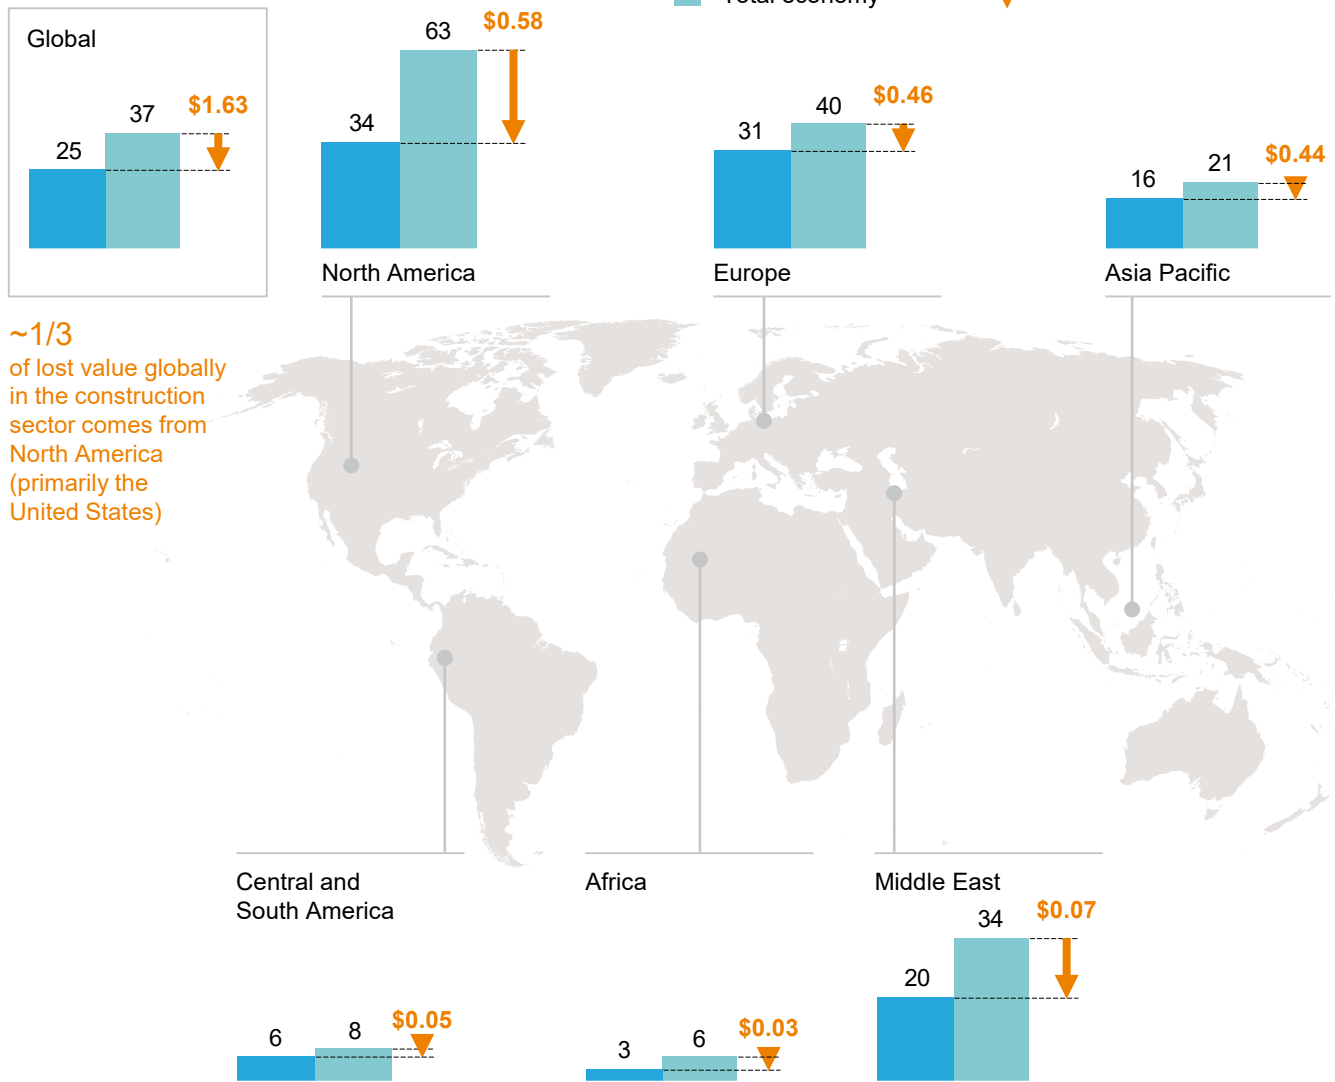 Total economy
Global
37
$1.63
25
63
$0.58
34
North America
40
$0.46
31
Europe
21
$0.44
16
Asia Pacific
~1/3
of lost value globally
in the construction
sector comes from
North America
(primarily the
United States)
Central and
South America
8
$0.05
6
Africa
6
$0.03
3
Middle East
34
$0.07
20